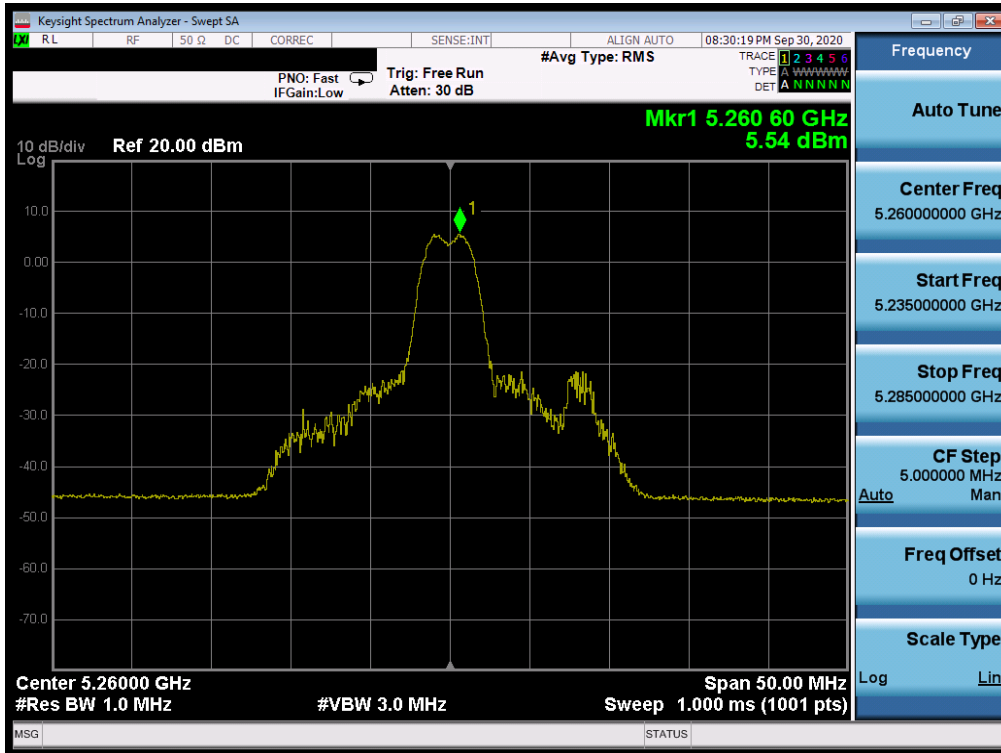 Keysight Spectrum Analyzer - Swept SA
LXI RL RF 50 Ω DC CORREC SENSE:INT ALIGN AUTO 08:30:19 PM Sep 30, 2020
#Avg Type: RMS
TRACE 1 2 3 4 5 6
PNO: Fast Trig: Free Run
TYPE A WWWWW
IFGain:Low Atten: 30 dB
DET A N N N N N
Mkr1 5.260 60 GHz
5.54 dBm
10 dB/div Ref 20.00 dBm
Log
1
10.0
0.00
-10.0
-20.0
-30.0
-40.0
-50.0
-60.0
-70.0
Center 5.26000 GHz Span 50.00 MHz
#Res BW 1.0 MHz #VBW 3.0 MHz Sweep 1.000 ms (1001 pts)
MSG STATUS
Frequency
Auto Tune
Center Freq
5.260000000 GHz
Start Freq
5.235000000 GHz
Stop Freq
5.285000000 GHz
CF Step
5.000000 MHz
Auto Man
Freq Offset
0 Hz
Scale Type
Log Lin